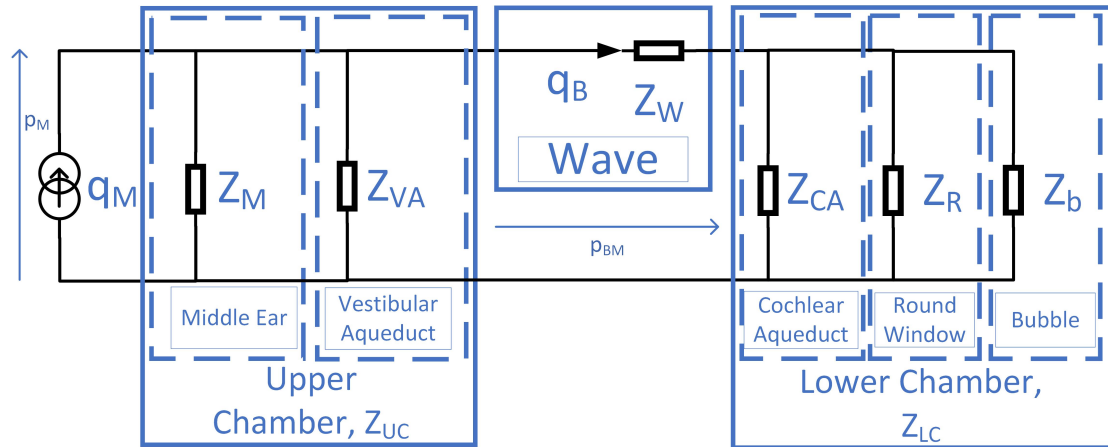 p_M
q_M
Z_M
Z_VA
q_B
Z_W
Wave
p_BM
Z_CA
Z_R
Z_b
Middle Ear
Vestibular
Aqueduct
Cochlear
Aqueduct
Round
Window
Bubble
Upper
Chamber, Z_UC
Lower Chamber,
Z_LC